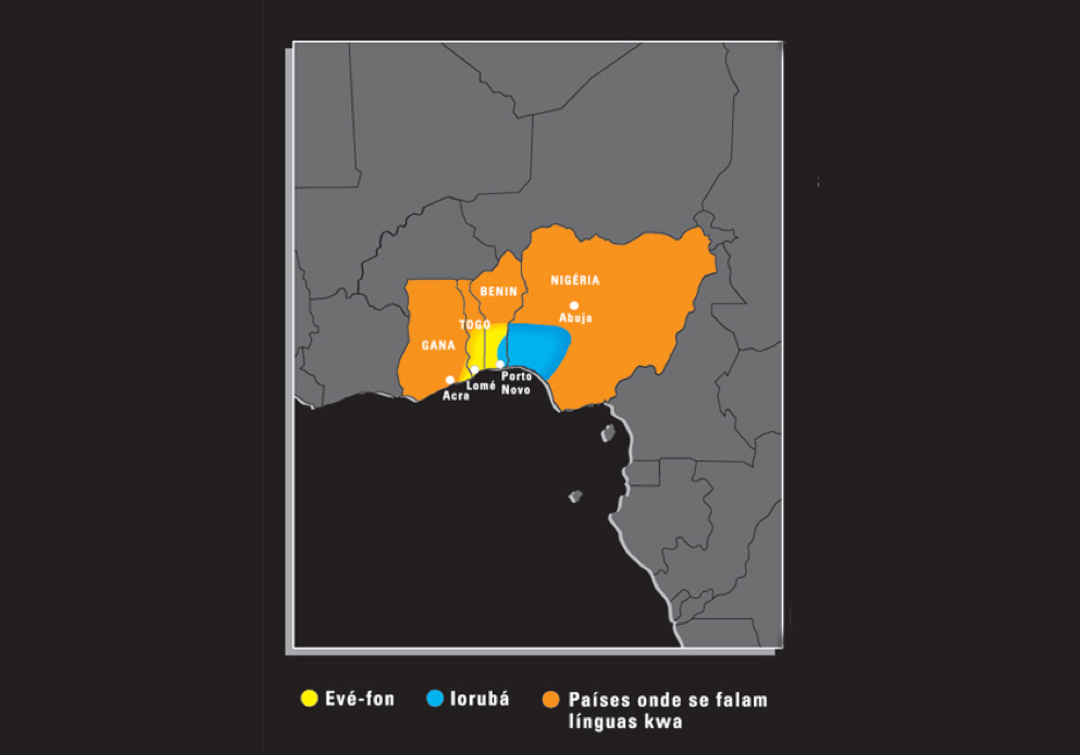 NIGÉRIA
BENIN
Abuja
TOGO
GANA
Porto
Novo
Lomé
Acra
Evé-fon
Iorubá
Países onde se falam
línguas kwa